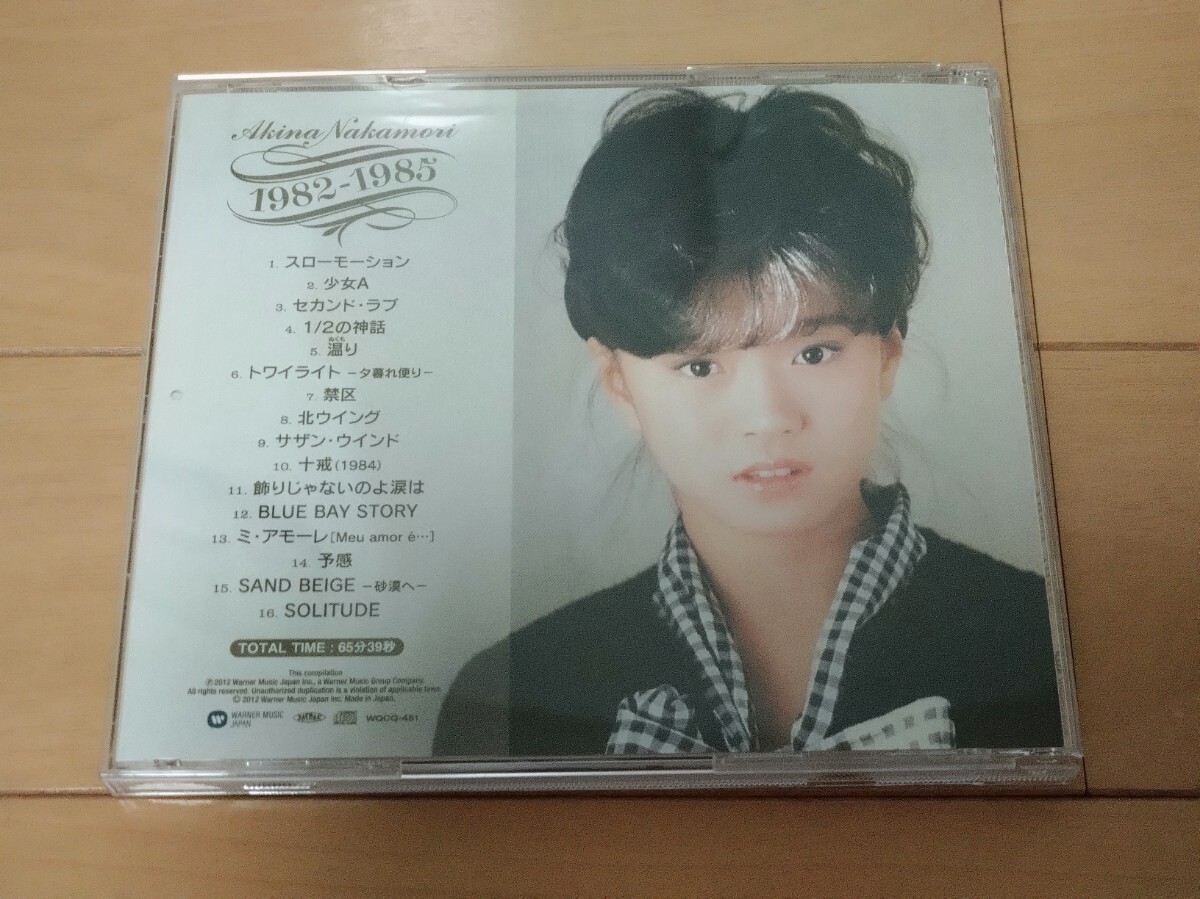 Akina Nakamori
1982-1985
1. スローモーション
2. 少女A
3. セカンド・ラブ
4. 1/2の神話
ぬくも
5. 温り
6. トワイライト －夕暮れ便り－
7. 禁区
8. 北ウイング
9. サザン・ウインド
10. 十戒(1984)
11. 飾りじゃないのよ涙は
12. BLUE BAY STORY
13. ミ・アモーレ[Meu amor é…]
14. 予感
15. SAND BEIGE －砂漠へ－
16. SOLITUDE
TOTAL TIME : 65分39秒
This compilation
℗2012 Warner Music Japan Inc., a Warner Music Group Company.
All rights reserved. Unauthorized duplication is a violation of applicable laws.
©2012 Warner Music Japan Inc. Made in Japan.
WARNER MUSIC
JAPAN
WQCQ-451